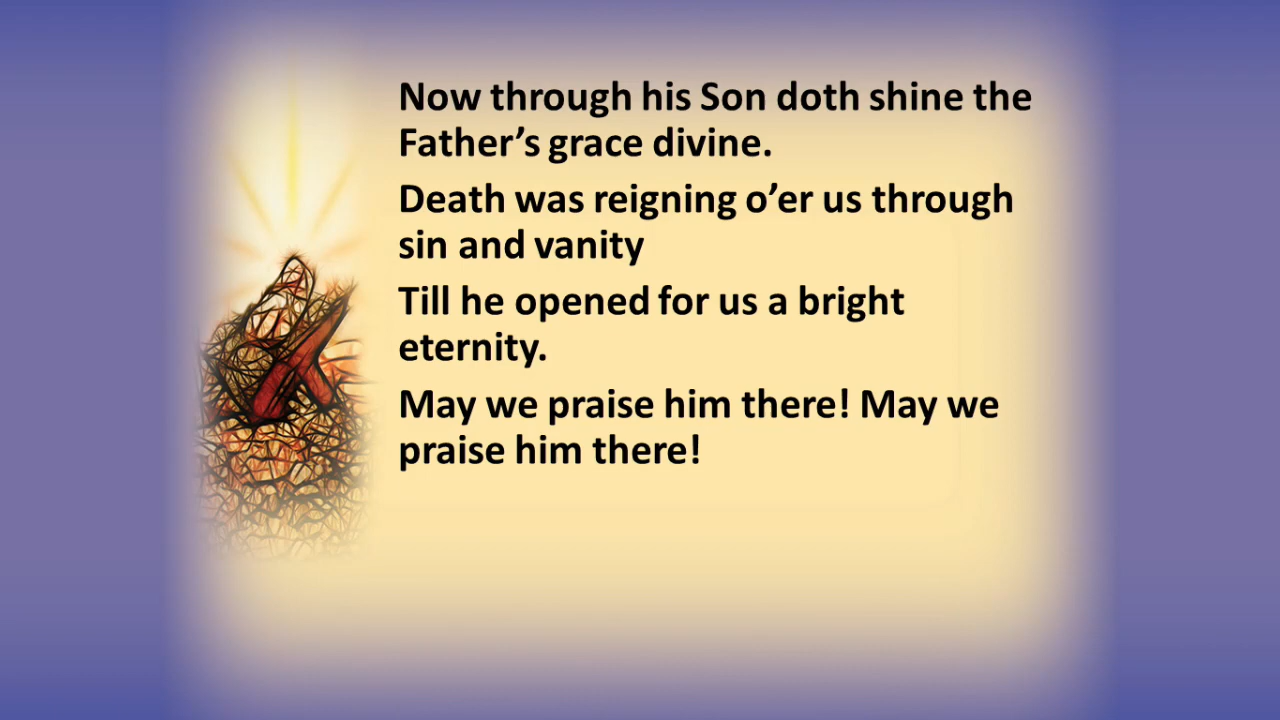 Now through his Son doth shine the
Father’s grace divine.
Death was reigning o’er us through
sin and vanity
Till he opened for us a bright
eternity.
May we praise him there! May we
praise him there!